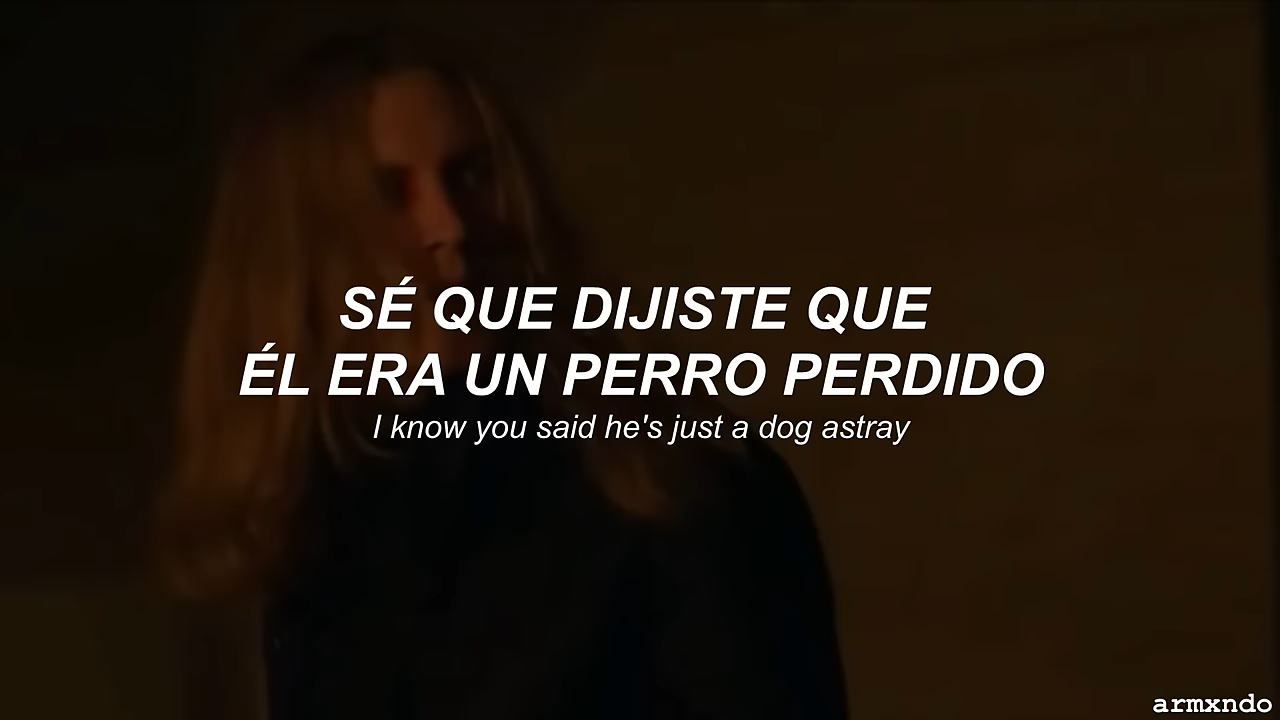 SÉ QUE DIJISTE QUE
ÉL ERA UN PERRO PERDIDO
I know you said he's just a dog astray
armxndo